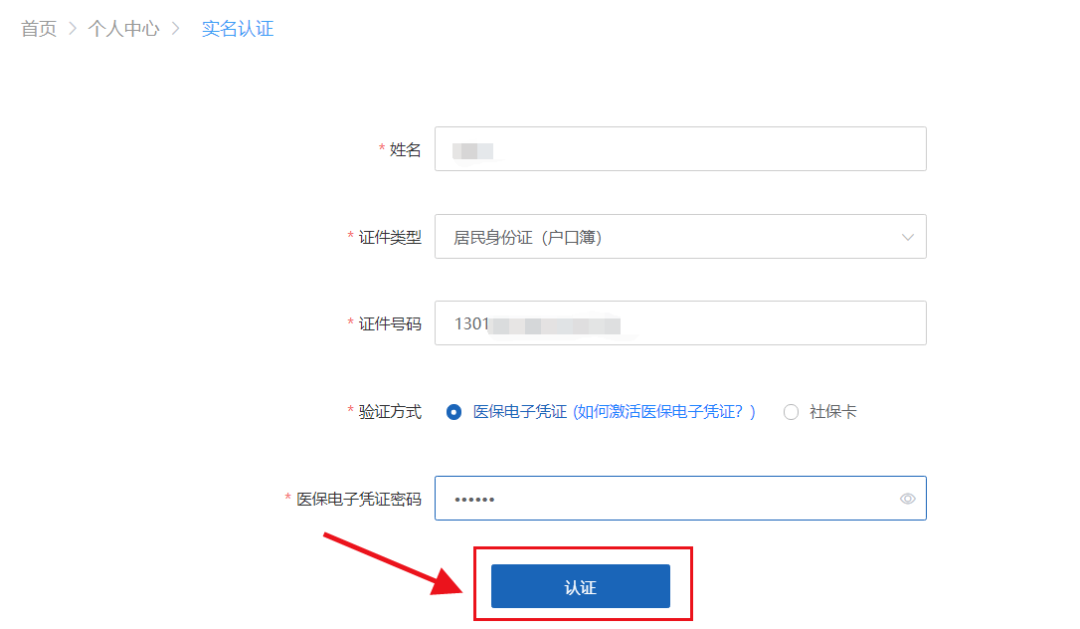 首页 > 个人中心 > 实名认证
* 姓名
* 证件类型 居民身份证（户口簿）
* 证件号码 1301
* 验证方式 医保电子凭证 (如何激活医保电子凭证？) 社保卡
* 医保电子凭证密码 ••••••
认证